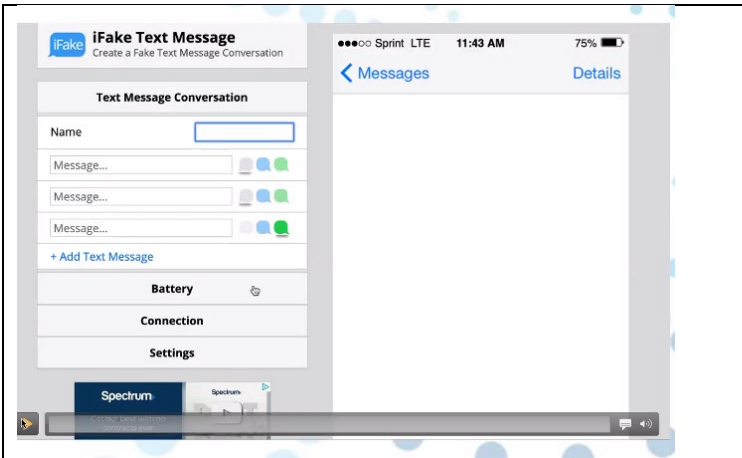 iFake
iFake Text Message
Create a Fake Text Message Conversation
Text Message Conversation
Name
Message...
Message...
Message...
+ Add Text Message
Battery
Connection
Settings
Spectrum
Spectrum
Sprint LTE 11:43 AM 75%
Messages Details